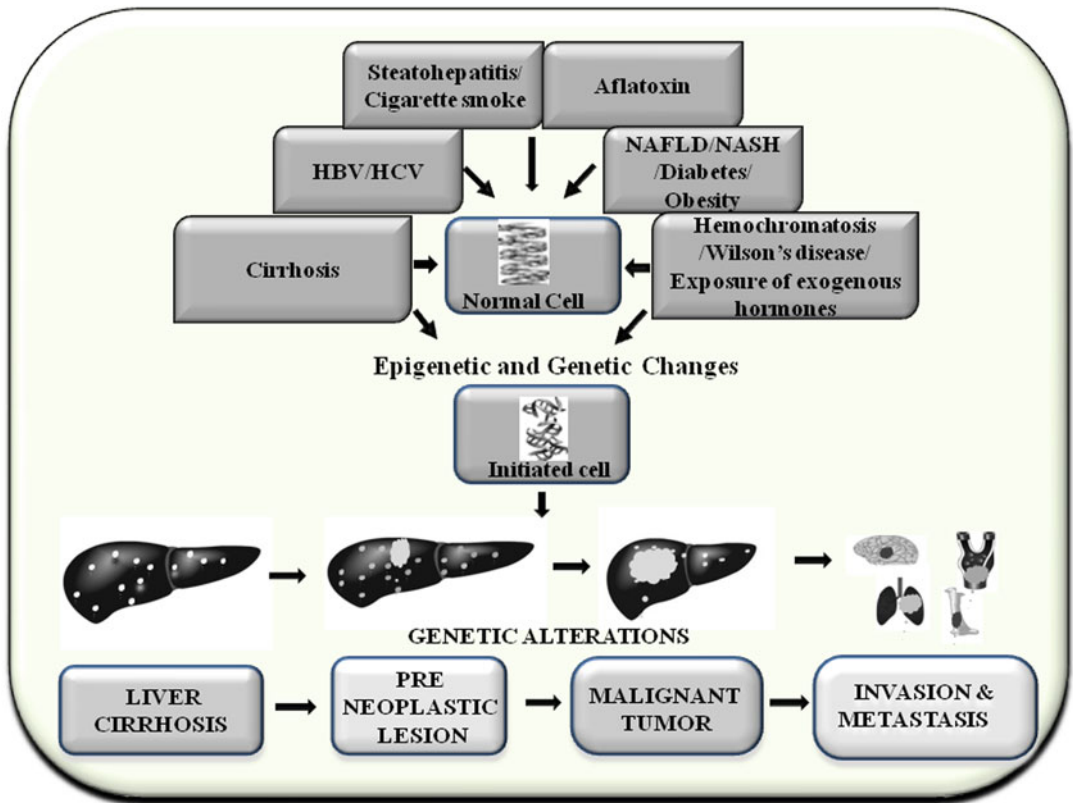 Steatohepatitis/
Cigarette smoke
Aflatoxin
HBV/HCV
NAFLD/NASH
/Diabetes/
Obesity
Cirrhosis
Normal Cell
Hemochromatosis
/Wilson's disease/
Exposure of exogenous
hormones
Epigenetic and Genetic Changes
Initiated cell
GENETIC ALTERATIONS
LIVER
CIRRHOSIS
PRE
NEOPLASTIC
LESION
MALIGNANT
TUMOR
INVASION &
METASTASIS